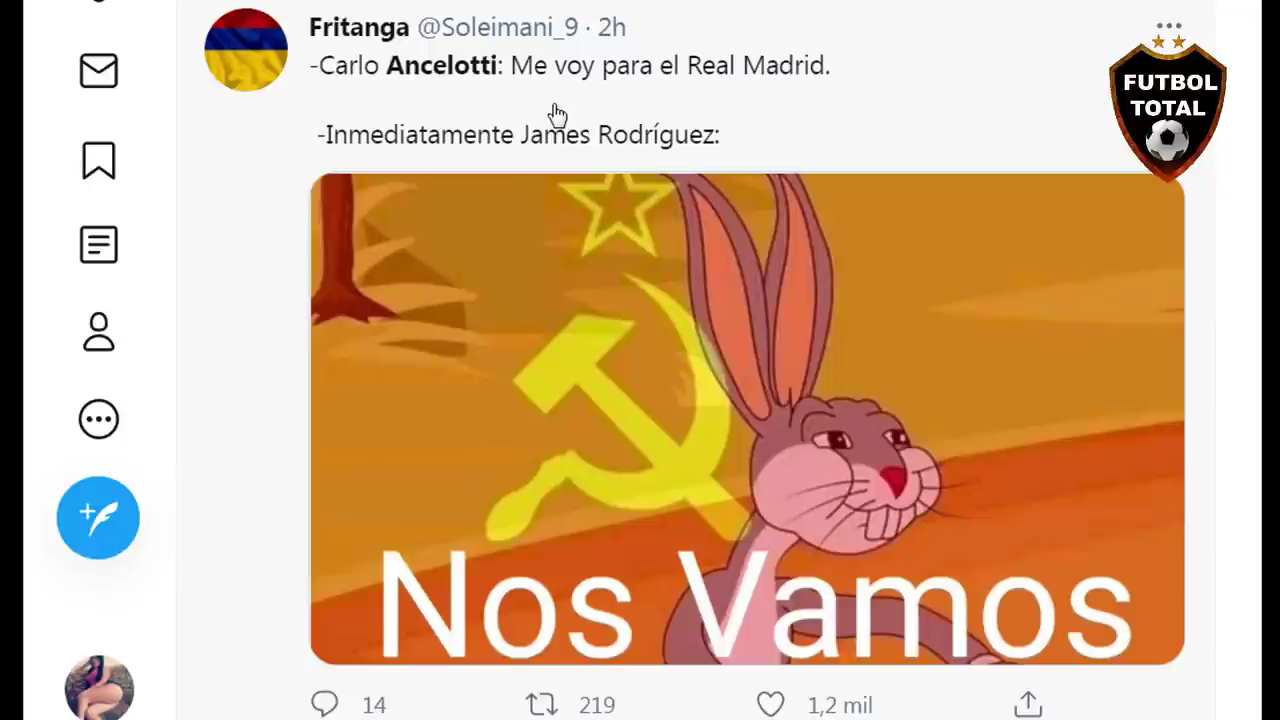 Fritanga @Soleimani_9 · 2h
-Carlo Ancelotti: Me voy para el Real Madrid.
-Inmediatamente James Rodríguez:
FUTBOL
TOTAL
Nos Vamos
14 219 1,2 mil